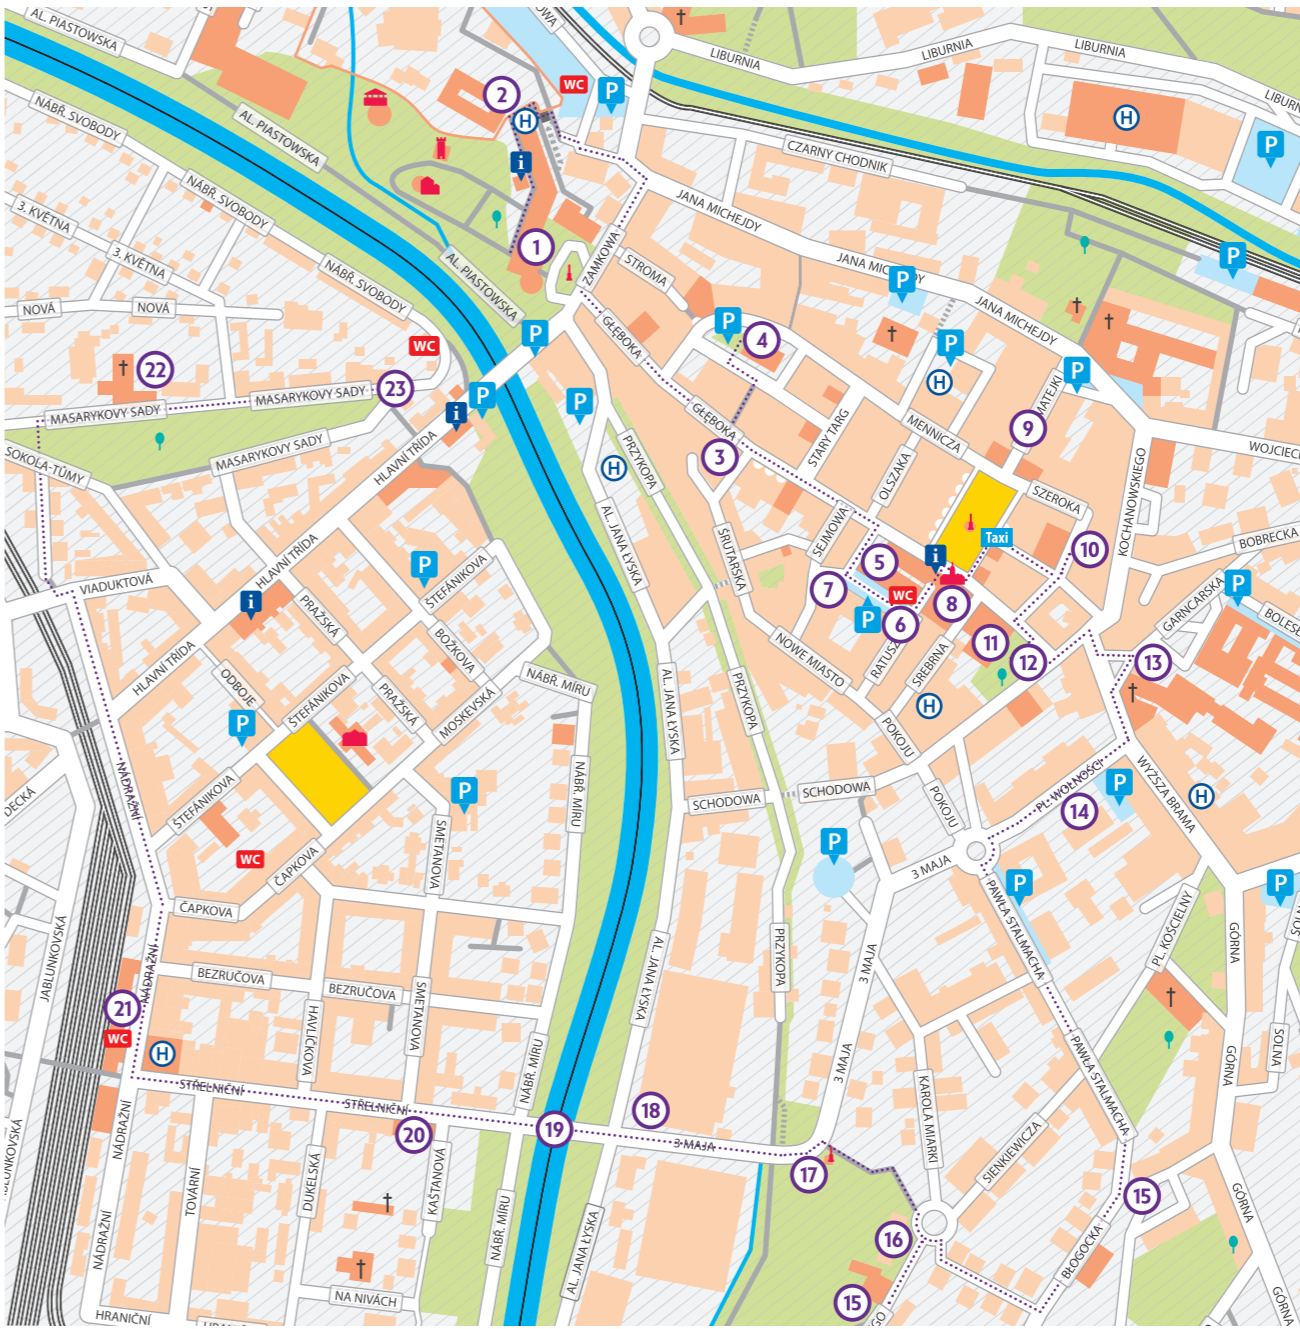 AL. PIASTOWSKA
LIBURNIA
LIBURNIA
2
WC
P
H
H
P
NÁBŘ. SVOBODY
AL. PIASTOWSKA
CZARNY CHODNIK
i
NÁBŘ. SVOBODY
3. KVĚTNA
JANA MICHEJDY
1
ZAMKOWA
3. KVĚTNA
AL. PIASTOWSKA
STROMA
JANA MICHEJDY
P
P
NÁBŘ. SVOBODY
NOVÁ
NOVÁ
GŁĘBOKA
JANA MICHEJDY
P
P
4
WC
P
22
H
P
23
MASARYKOVY SADY
MASARYKOVY SADY
P
P
i
MATEJKI
GŁĘBOKA
STARY TARG
MENNICZA
9
MASARYKOVY SADY
HLAVNÍ TŘÍDA
PRZYKOPA
3
WOJCIEC
SOKOLA-TŮMY
H
OLSZAKA
KOCHANOWSKIEGO
SZEROKA
AL. JANA ŁYSKA
ŚRUTARSKA
SEJMOWA
Taxi
BOBRECKA
HLAVNÍ TŘÍDA
P
ŠTEFÁNIKOVA
5
i
10
VIADUKTOVÁ
i
7
WC
8
P
GARNCARSKA
BOLESE
PRAŽSKÁ
P
6
BOŽKOVA
NOWE MIASTO
RATUSZ
SREBRNA
11
12
13
HLAVNÍ TŘÍDA
ODBOJE
NÁBŘ. MÍRU
AL. JANA ŁYSKA
PRZYKOPA
ŠTEFÁNIKOVA
PRAŽSKÁ
MOSKEVSKÁ
H
P
POKOJU
NÁDRAŽNÍ
NÁBŘ. MÍRU
SCHODOWA
SCHODOWA
PL. WOLNOŚCI
P
WYŻSZA BRAMA
H
DECKÁ
ŠTEFÁNIKOVA
P
POKOJU
14
SMETANOVA
P
WC
ČAPKOVA
3 MAJA
P
P
ČAPKOVA
PAWŁA STALMACHA
PL. KOŚCIELNY
GÓRNA
JABLUNKOVSKÁ
NÁDRAŽNÍ
AL. JANA ŁYSKA
PRZYKOPA
3 MAJA
BEZRUČOVA
BEZRUČOVA
21
WC
H
HAVLÍČKOVA
SMETANOVA
NÁBŘ. MÍRU
3 MAJA
PAWŁA STALMACHA
GÓRNA
SOLNA
STŘELNIČNÍ
STŘELNIČNÍ
18
KAROLA MIARKI
SIENKIEWICZA
20
19
3 MAJA
NÁDRAŽNÍ
17
TOVÁRNÍ
DUKELSKÁ
KAŠTANOVÁ
NÁBŘ. MÍRU
15
GÓRNA
16
AL. JANA ŁYSKA
BŁOGOCKA
NÁDRAŽNÍ
NA NIVÁCH
15
GÓRNA
HRANIČNÍ